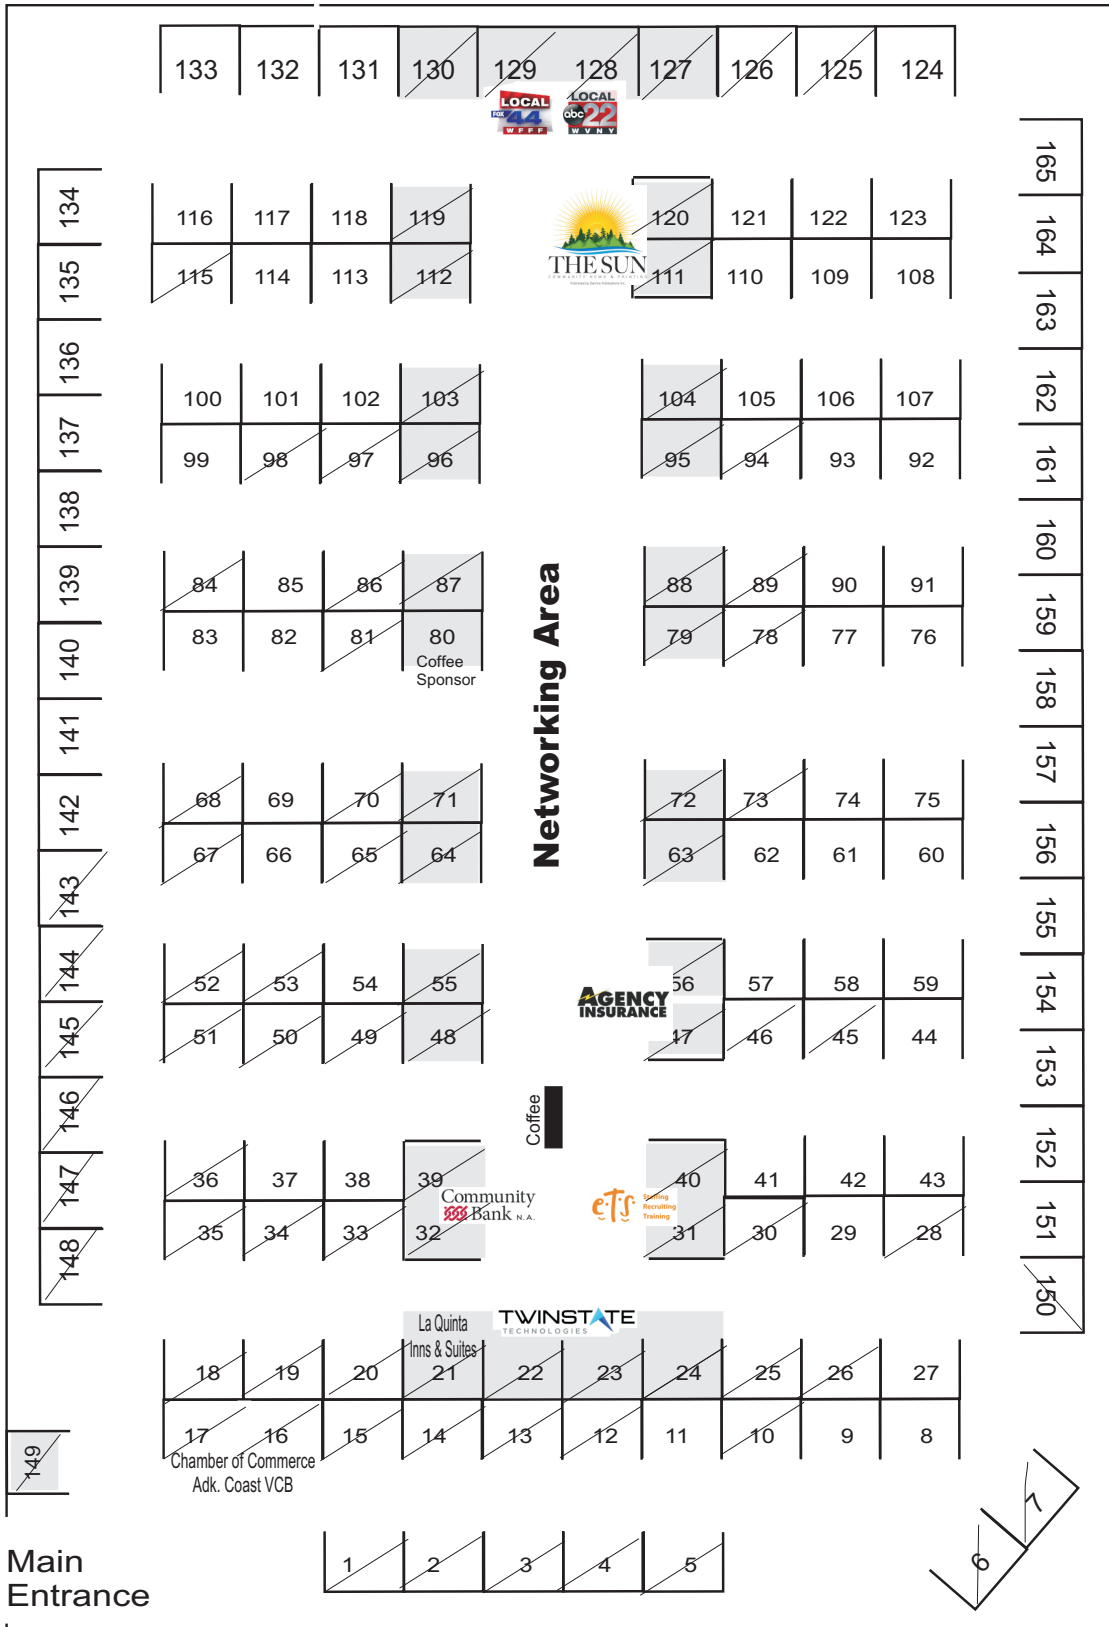 133 132 131 130 129 128 127 126 125 124
LOCAL
FOX 44
WFFF
LOCAL
abc 22
WVNY
134
135
136
137
138
139
140
141
142
143
144
145
146
147
148
149
165
164
163
162
161
160
159
158
157
156
155
154
153
152
151
150
116 117 118 119 120 121 122 123
THE SUN
COMMUNITY NEWS & PRINTING
115 114 113 112 111 110 109 108
100 101 102 103 104 105 106 107
99 98 97 96 95 94 93 92
84 85 86 87 88 89 90 91
83 82 81 80 79 78 77 76
Coffee
Sponsor
Networking Area
68 69 70 71 72 73 74 75
67 66 65 64 63 62 61 60
52 53 54 55 56 57 58 59
AGENCY
INSURANCE
51 50 49 48 47 46 45 44
Coffee
36 37 38 39 40 41 42 43
Community
Bank N.A.
ets Staffing
Recruiting
Training
35 34 33 32 31 30 29 28
La Quinta
Inns & Suites
TWINSTATE
TECHNOLOGIES
18 19 20 21 22 23 24 25 26 27
17 16 15 14 13 12 11 10 9 8
Chamber of Commerce
Adk. Coast VCB
7
6
1 2 3 4 5
Main
Entrance